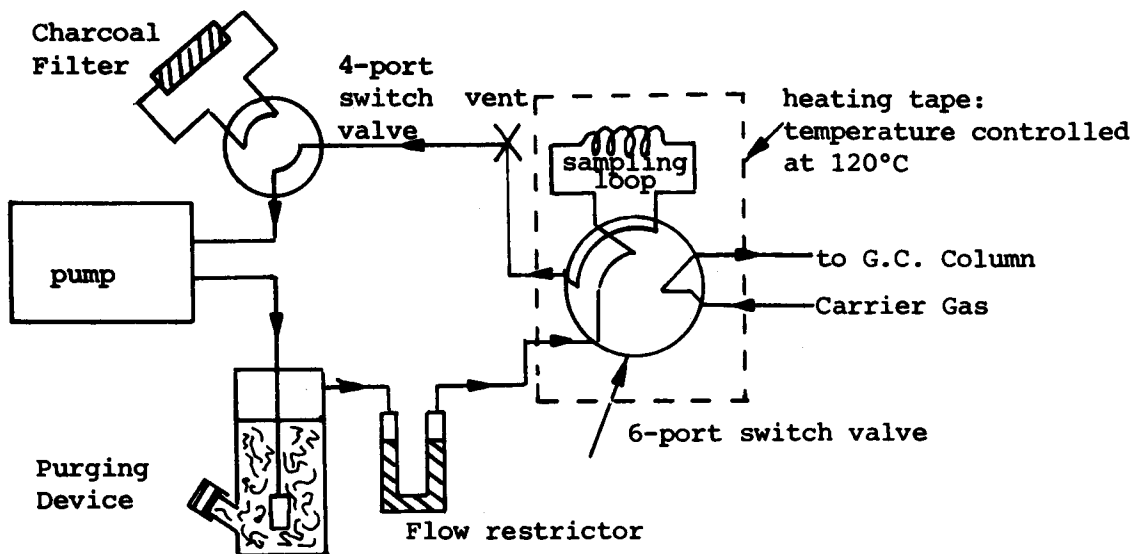 Charcoal
Filter
4-port
switch
valve
vent
heating tape:
temperature controlled
at 120°C
sampling
loop
pump
to G.C. Column
Carrier Gas
6-port switch valve
Purging
Device
Flow restrictor